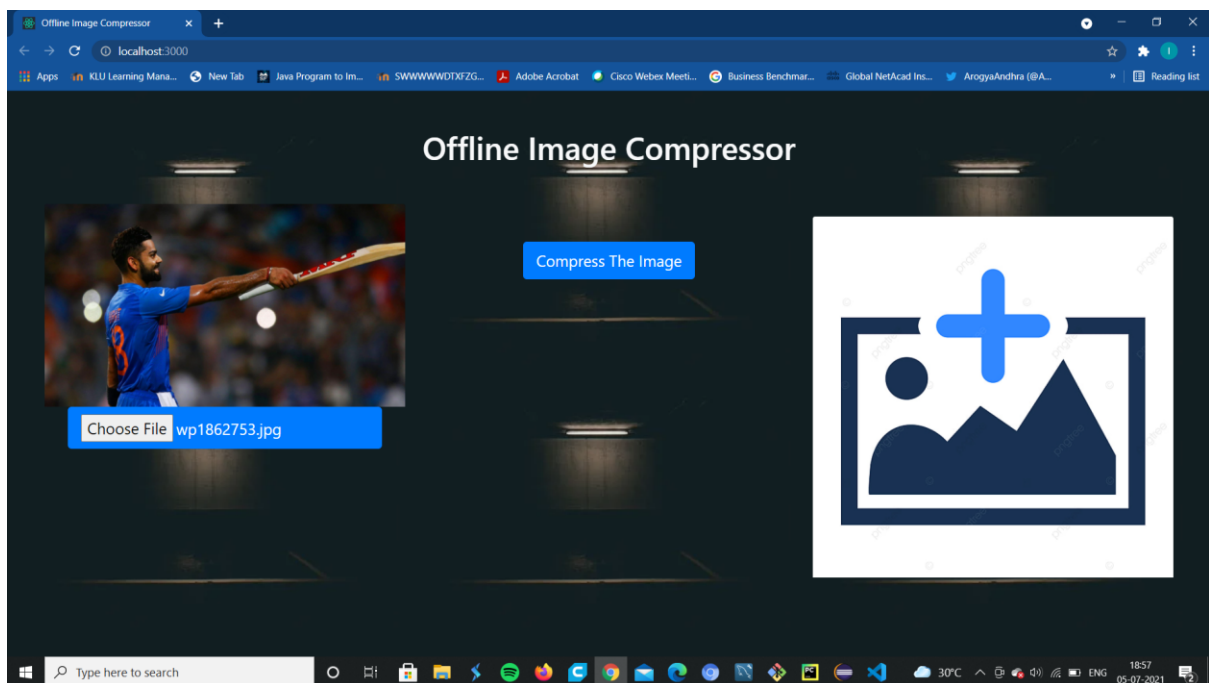 Offline Image Compressor
localhost:3000
Apps KLU Learning Mana... New Tab Java Program to Im... SWWWWWDTXFZG... Adobe Acrobat Cisco Webex Meeti... Business Benchmar... Global NetAcad Ins... ArogyaAndhra (@A... » Reading list
Offline Image Compressor
Compress The Image
Choose File wp1862753.jpg
pngtree
Type here to search
30°C ENG 18:57
05-07-2021